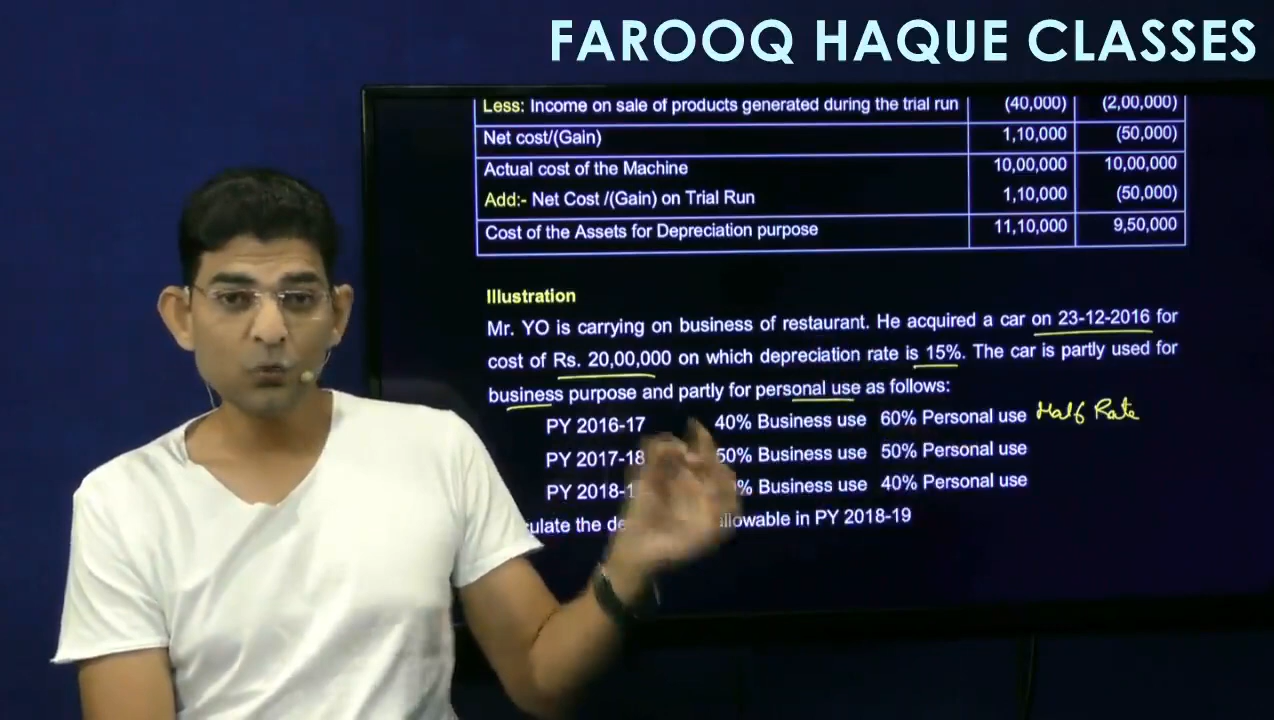 FAROOQ HAQUE CLASSES
Less: Income on sale of products generated during the trial run (40,000) (2,00,000)
Net cost/(Gain) 1,10,000 (50,000)
Actual cost of the Machine 10,00,000 10,00,000
Add:- Net Cost /(Gain) on Trial Run 1,10,000 (50,000)
Cost of the Assets for Depreciation purpose 11,10,000 9,50,000
Illustration
Mr. YO is carrying on business of restaurant. He acquired a car on 23-12-2016 for
cost of Rs. 20,00,000 on which depreciation rate is 15%. The car is partly used for
business purpose and partly for personal use as follows:
PY 2016-17 40% Business use 60% Personal use Half Rate
PY 2017-18 50% Business use 50% Personal use
PY 2018-1 % Business use 40% Personal use
in PY 2018-19